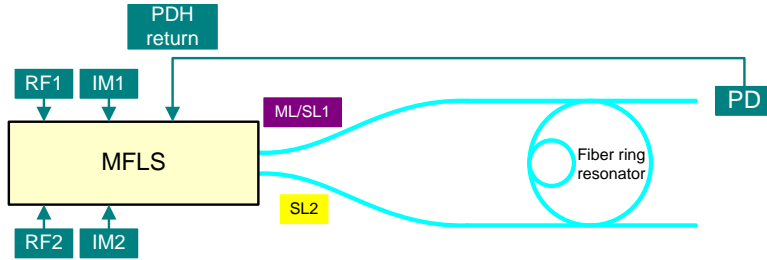 PDH
return
RF1
IM1
ML/SL1
PD
MFLS
Fiber ring
resonator
SL2
RF2
IM2